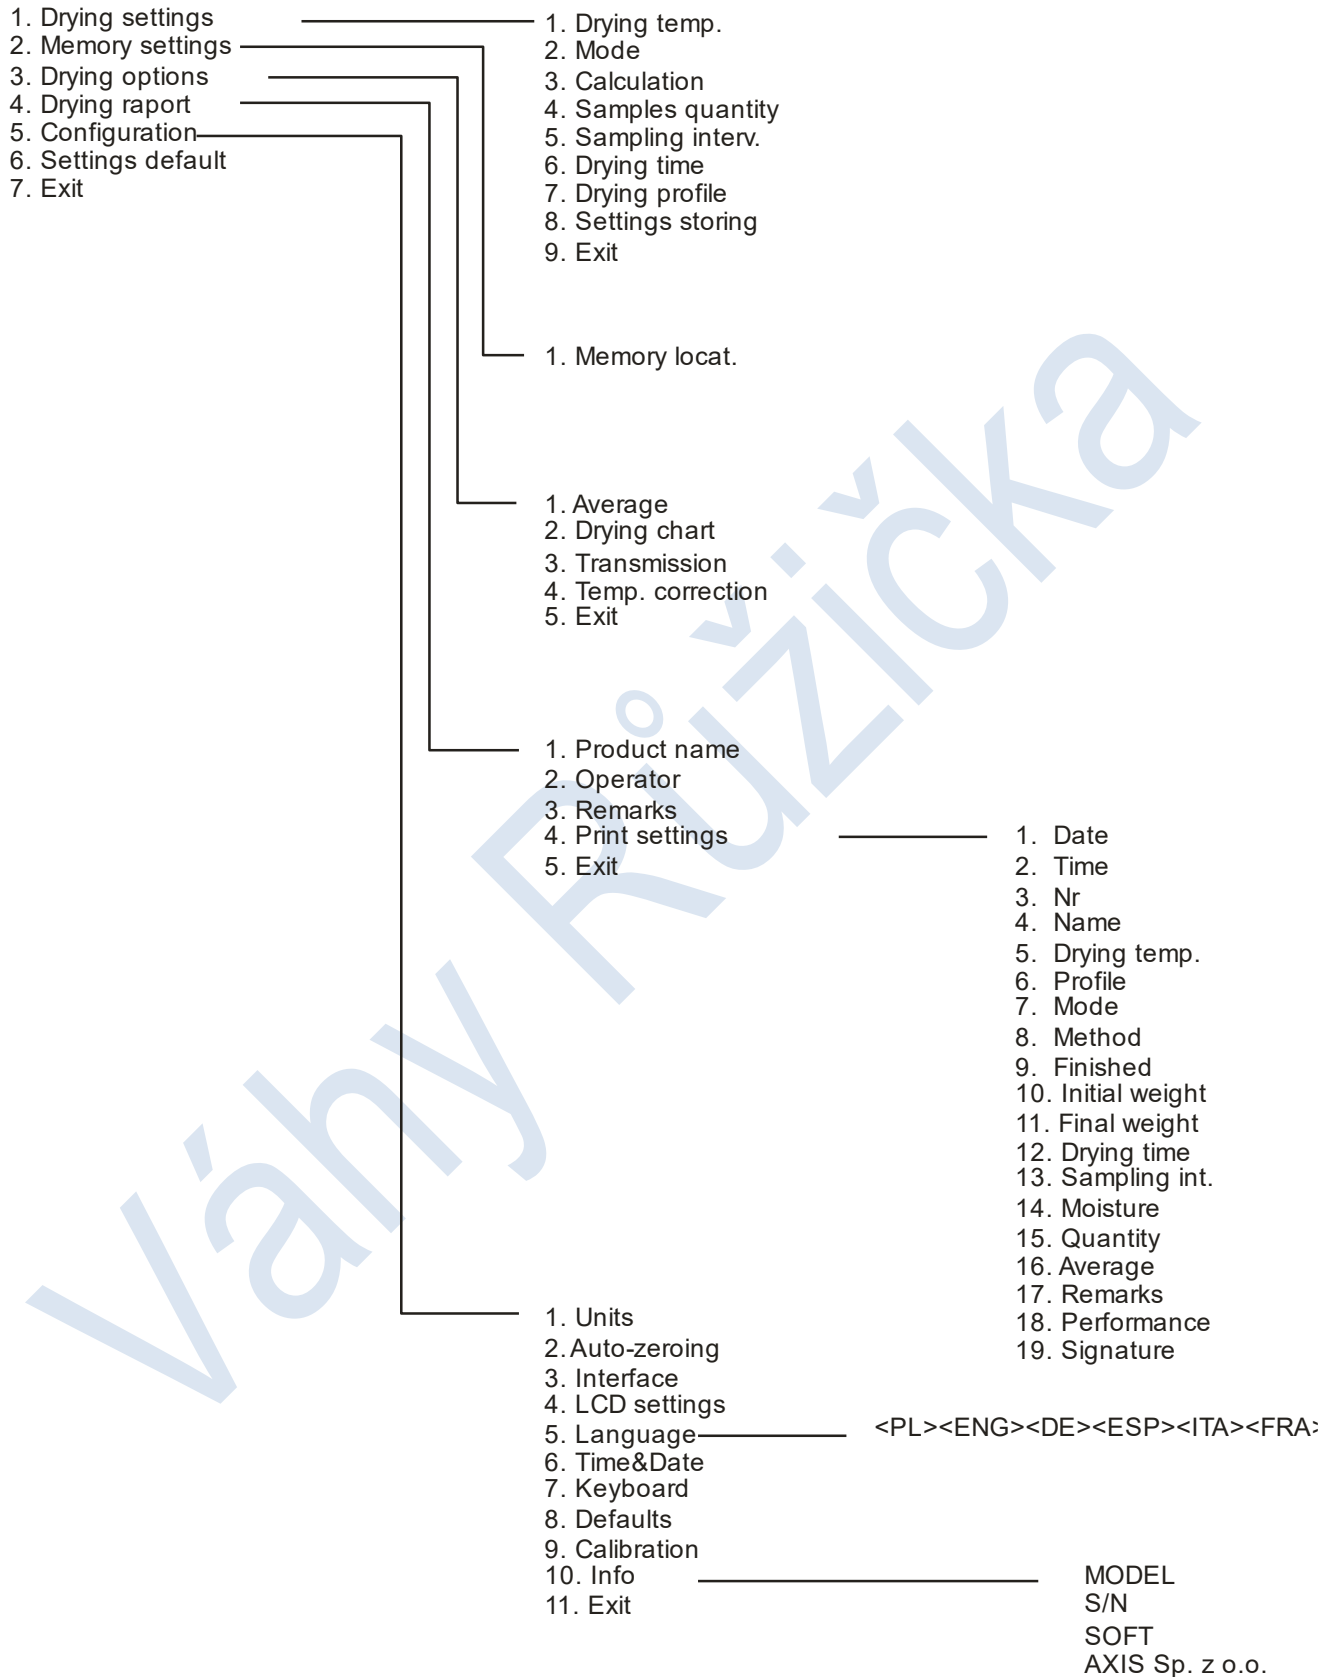 1. Drying settings
2. Memory settings
3. Drying options
4. Drying raport
5. Configuration
6. Settings default
7. Exit
1. Drying temp.
2. Mode
3. Calculation
4. Samples quantity
5. Sampling interv.
6. Drying time
7. Drying profile
8. Settings storing
9. Exit
1. Memory locat.
1. Average
2. Drying chart
3. Transmission
4. Temp. correction
5. Exit
1. Product name
2. Operator
3. Remarks
4. Print settings
5. Exit
1. Date
2. Time
3. Nr
4. Name
5. Drying temp.
6. Profile
7. Mode
8. Method
9. Finished
10. Initial weight
11. Final weight
12. Drying time
13. Sampling int.
14. Moisture
15. Quantity
16. Average
17. Remarks
18. Performance
19. Signature
1. Units
2. Auto-zeroing
3. Interface
4. LCD settings
5. Language
6. Time&Date
7. Keyboard
8. Defaults
9. Calibration
10. Info
11. Exit
<PL><ENG><DE><ESP><ITA><FRA>
MODEL
S/N
SOFT
AXIS Sp. z o.o.
Váhy Růžička